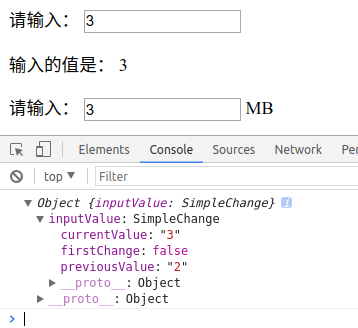 请输入： 3
输入的值是： 3
请输入： 3 MB
Elements Console Sources Network Pe
top Filter
Object {inputValue: SimpleChange} i
inputValue: SimpleChange
currentValue: "3"
firstChange: false
previousValue: "2"
__proto__: Object
__proto__: Object